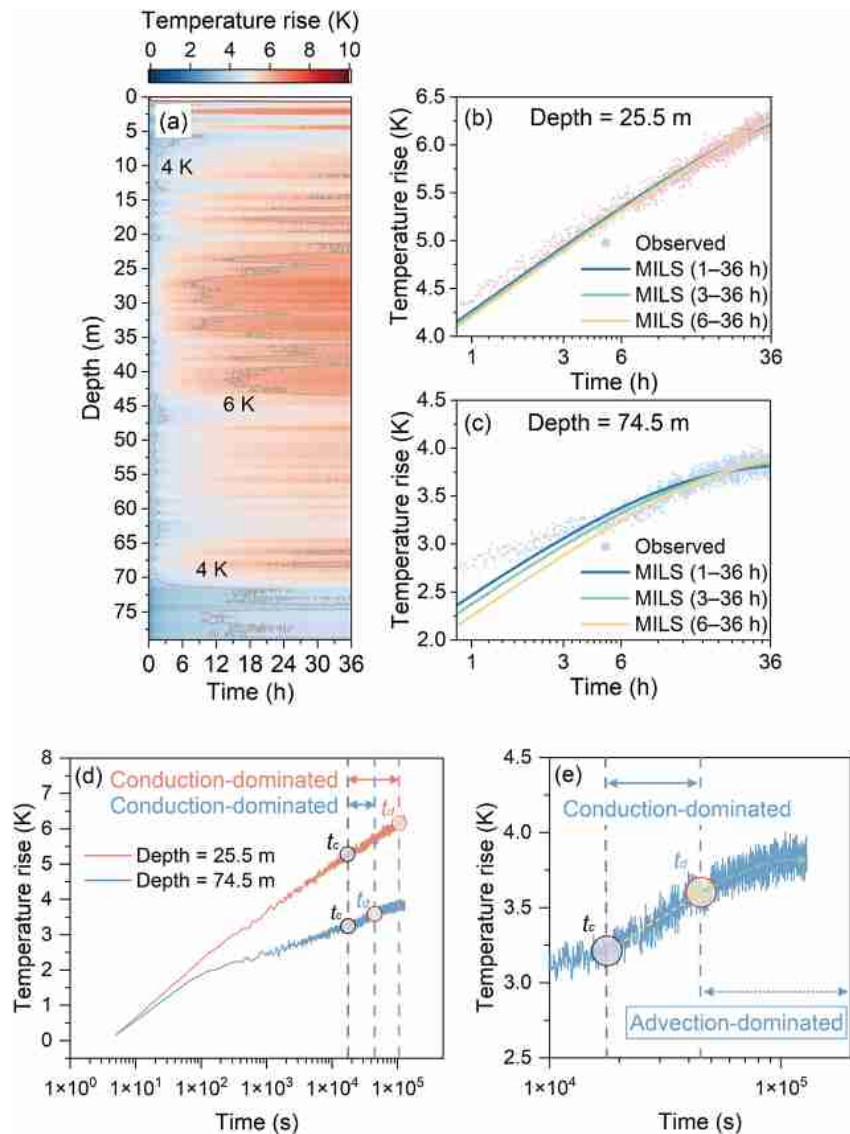 Temperature rise (K)
0 2 4 6 8 10
(a)
4 K
6 K
4 K
Depth (m)
0
5
10
15
20
25
30
35
40
45
50
55
60
65
70
75
0 6 12 18 24 30 36
Time (h)
(b) Depth = 25.5 m
Temperature rise (K)
6.5
6.0
5.5
5.0
4.5
4.0
Observed
MILS (1–36 h)
MILS (3–36 h)
MILS (6–36 h)
1 3 6 36
Time (h)
(c) Depth = 74.5 m
Temperature rise (K)
4.5
4.0
3.5
3.0
2.5
2.0
Observed
MILS (1–36 h)
MILS (3–36 h)
MILS (6–36 h)
1 3 6 36
Time (h)
(d)
Conduction-dominated
Conduction-dominated
Depth = 25.5 m
Depth = 74.5 m
tc
td
tc
td
Temperature rise (K)
8
7
6
5
4
3
2
1
0
1×10⁰ 1×10¹ 1×10² 1×10³ 1×10⁴ 1×10⁵
Time (s)
(e)
Conduction-dominated
td
tc
Advection-dominated
Temperature rise (K)
4.5
4.0
3.5
3.0
2.5
1×10⁴ 1×10⁵
Time (s)